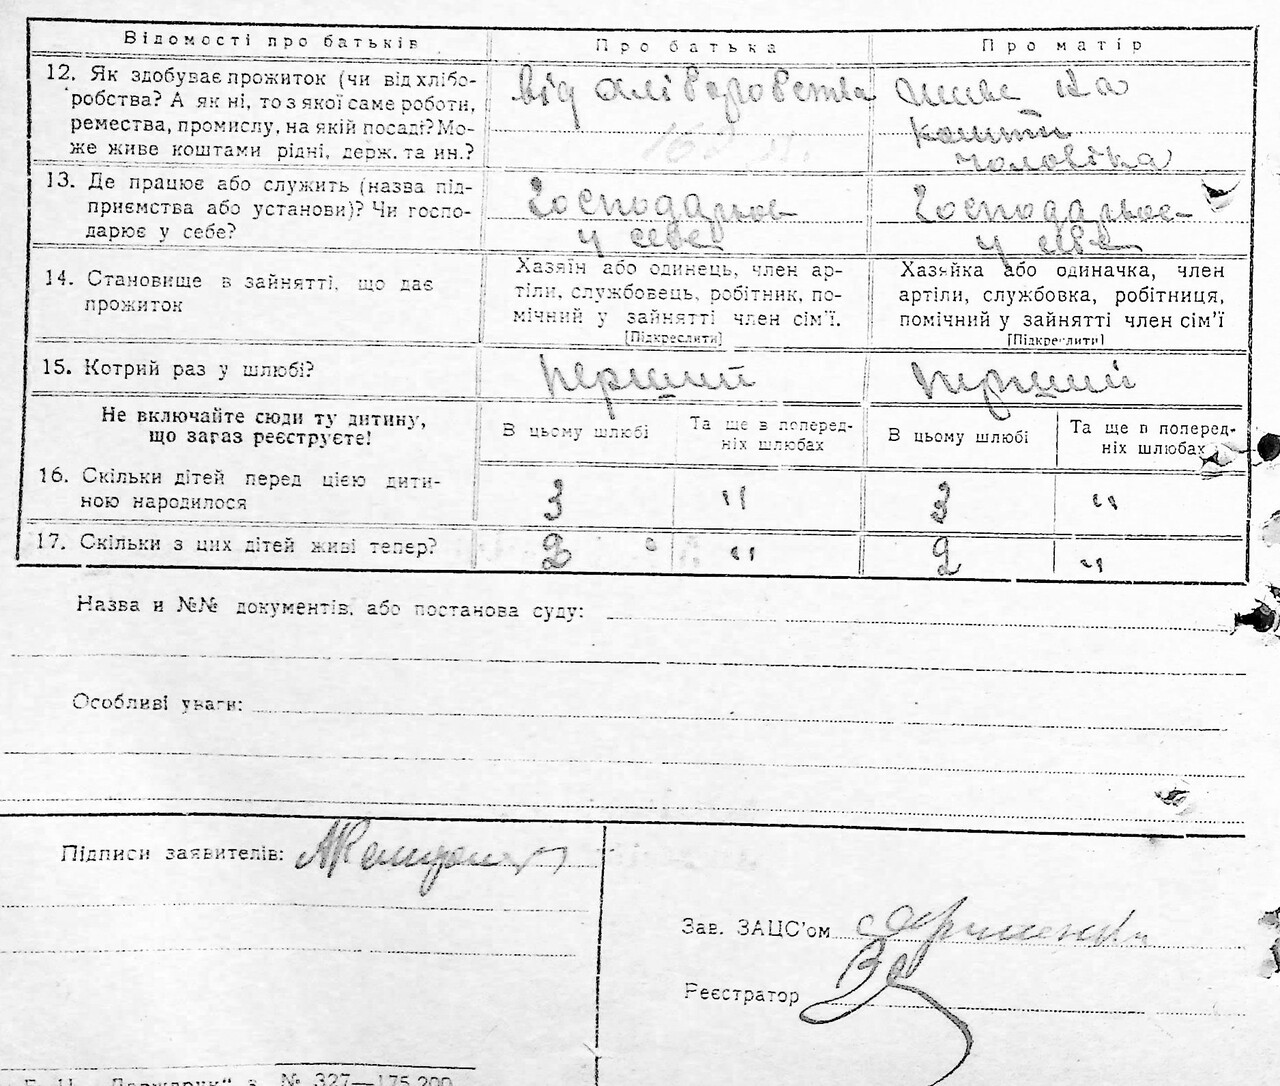 Відомості про батьків Про батька Про матір
12. Як здобуває прожиток (чи від хлібо-
робства? А як ні, то з якої саме роботи,
ремества, промислу, на якій посаді? Мо-
же живе коштами рідні, держ. та ин.?
від хліборобства
живе на
кошти
чоловіка
13. Де працює або служить (назва під-
приємства або установи)? Чи госпо-
дарює у себе?
Господарює
у себе
Господарює
у себе
14. Становище в зайнятті, що дає
прожиток
Хазяїн або одинець, член ар-
тіли, службовець, робітник, по-
мічний у зайнятті член сім’ї.
[Підкреслити]
Хазяйка або одиначка, член
артіли, службовка, робітниця,
помічний у зайнятті член сім’ї
[Підкреслити]
15. Котрий раз у шлюбі? перший перший
Не включайте сюди ту дитину,
що зараз реєструєте!
В цьому шлюбі
Та ще в поперед-
ніх шлюбах
В цьому шлюбі
Та ще в поперед-
ніх шлюбах
16. Скільки дітей перед цією дити-
ною народилося
3 " 3 "
17. Скільки з цих дітей живі тепер? 2 " 2 "
Назва и №№ документів, або постанова суду:
Особливі уваги:
Підписи заявителів:
Зав. ЗАЦС’ом
Реєстратор
№ 327—175.200